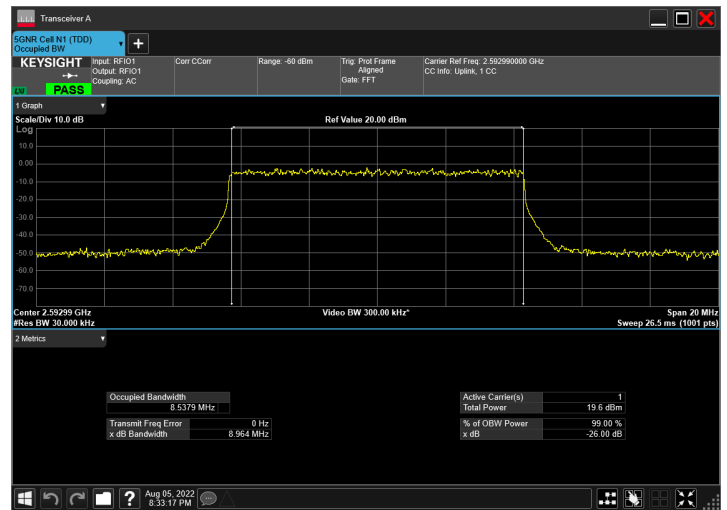 Transceiver A
5GNR Cell N1 (TDD)
Occupied BW
KEYSIGHT
LXI
PASS
Input: RFIO1
Output: RFIO1
Coupling: AC
Corr CCorr
Range: -60 dBm
Trig: Prot Frame
Aligned
Gate: FFT
Carrier Ref Freq: 2.592990000 GHz
CC Info: Uplink, 1 CC
1 Graph
Scale/Div 10.0 dB
Ref Value 20.00 dBm
Log
10.0
0.00
-10.0
-20.0
-30.0
-40.0
-50.0
-60.0
-70.0
Center 2.59299 GHz
Video BW 300.00 kHz*
Span 20 MHz
#Res BW 30.000 kHz
Sweep 26.5 ms (1001 pts)
2 Metrics
Occupied Bandwidth
8.5379 MHz
Transmit Freq Error 0 Hz
x dB Bandwidth 8.964 MHz
Active Carrier(s) 1
Total Power 19.6 dBm
% of OBW Power 99.00 %
x dB -26.00 dB
?
Aug 05, 2022
8:33:17 PM